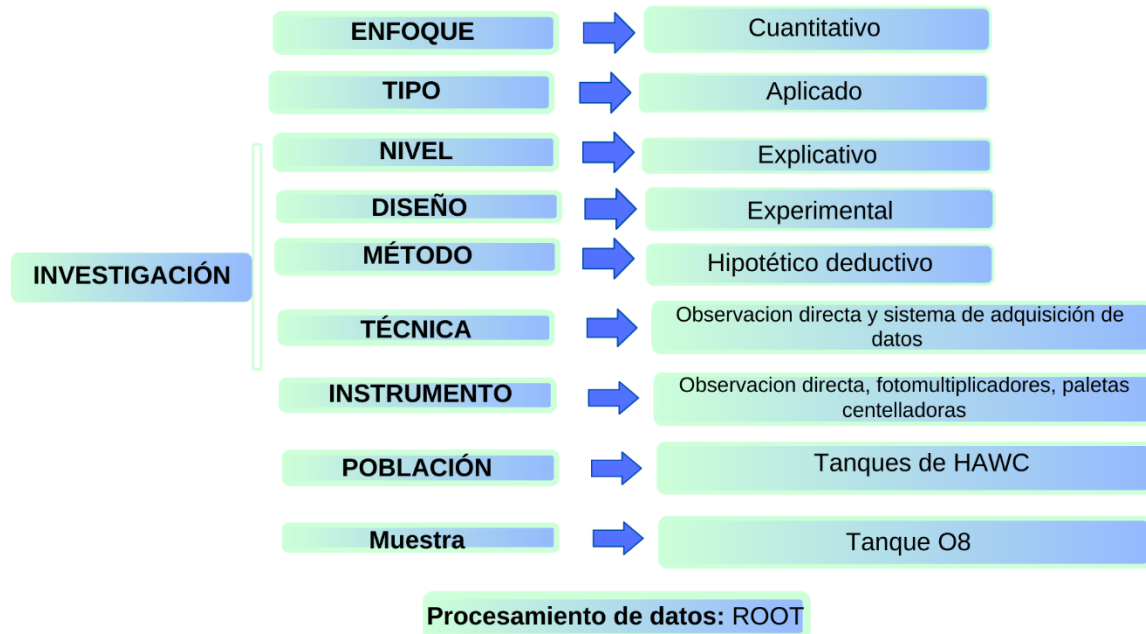 ENFOQUE
Cuantitativo
TIPO
Aplicado
NIVEL
Explicativo
DISEÑO
Experimental
MÉTODO
Hipotético deductivo
INVESTIGACIÓN
TÉCNICA
Observacion directa y sistema de adquisición de
datos
INSTRUMENTO
Observacion directa, fotomultiplicadores, paletas
centelladoras
POBLACIÓN
Tanques de HAWC
Muestra
Tanque O8
Procesamiento de datos: ROOT